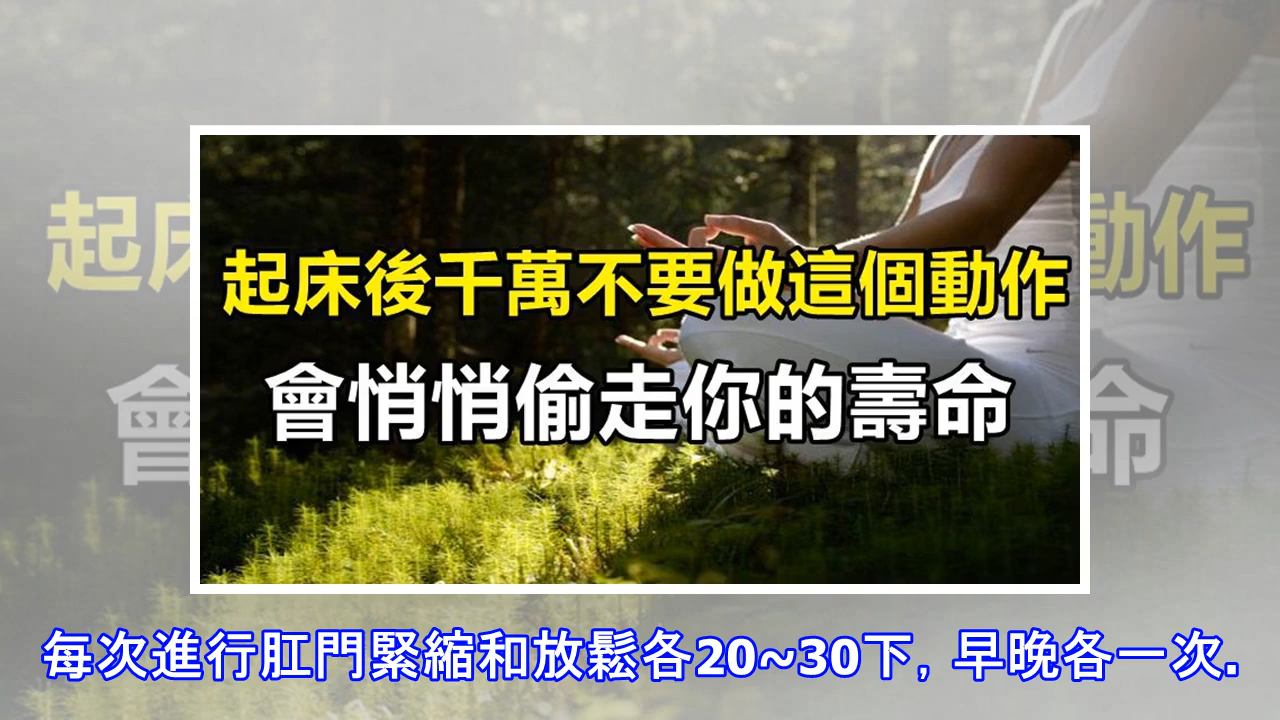 起床後千萬不要做這個動作
會悄悄偷走你的壽命
每次進行肛門緊縮和放鬆各20~30下, 早晚各一次.